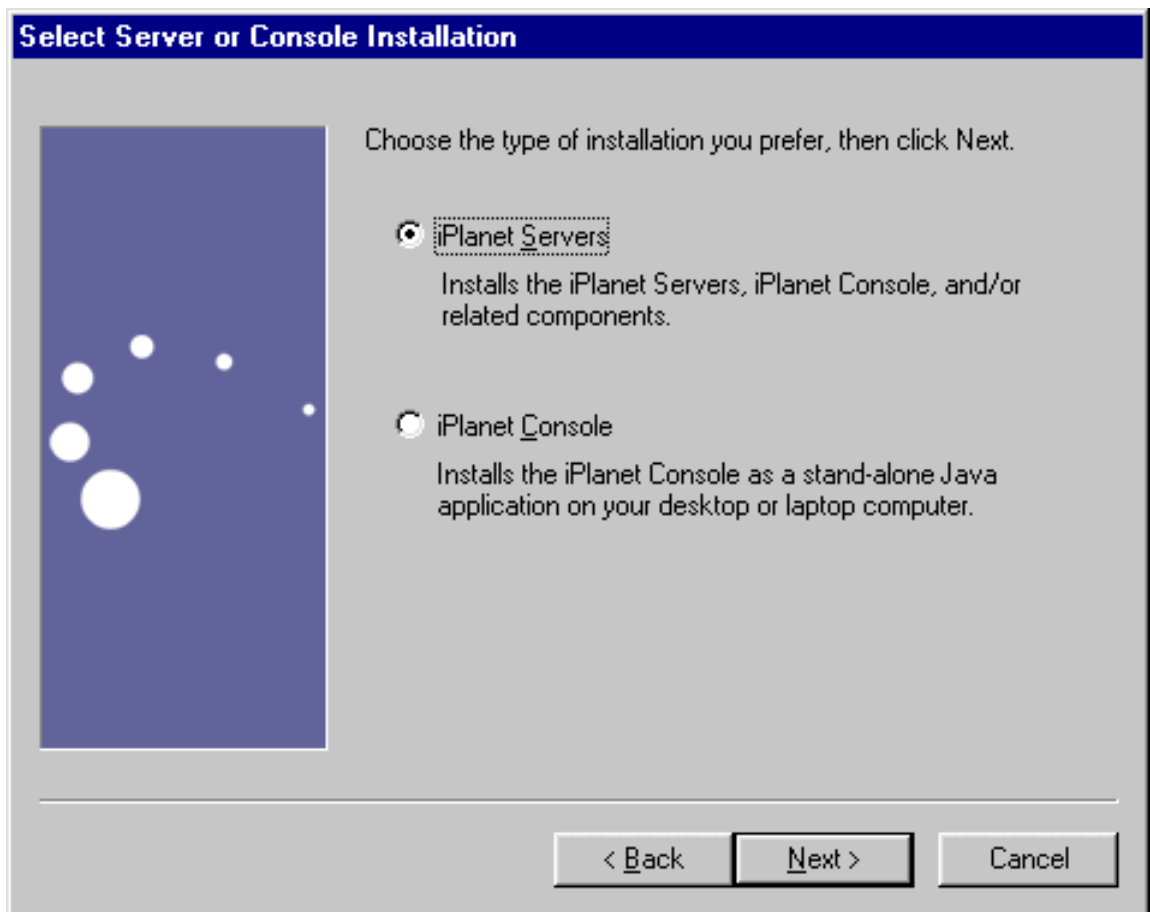 Select Server or Console Installation
Choose the type of installation you prefer, then click Next.
iPlanet Servers
Installs the iPlanet Servers, iPlanet Console, and/or
related components.
iPlanet Console
Installs the iPlanet Console as a stand-alone Java
application on your desktop or laptop computer.
< Back
Next >
Cancel